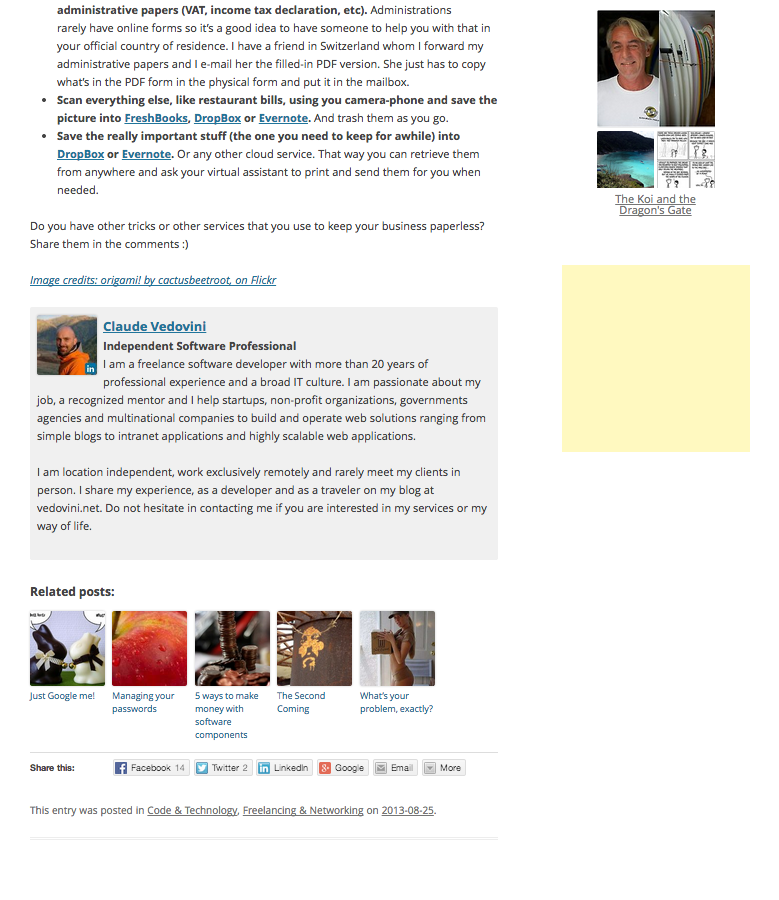 administrative papers (VAT, income tax declaration, etc). Administrations
rarely have online forms so it's a good idea to have someone to help you with that in
your official country of residence. I have a friend in Switzerland whom I forward my
administrative papers and I e-mail her the filled-in PDF version. She just has to copy
what's in the PDF form in the physical form and put it in the mailbox.
• Scan everything else, like restaurant bills, using you camera-phone and save the
picture into FreshBooks, DropBox or Evernote. And trash them as you go.
• Save the really important stuff (the one you need to keep for awhile) into
DropBox or Evernote. Or any other cloud service. That way you can retrieve them
from anywhere and ask your virtual assistant to print and send them for you when
needed.
Do you have other tricks or other services that you use to keep your business paperless?
Share them in the comments :)
Image credits: origami! by cactusbeetroot, on Flickr
Claude Vedovini
Independent Software Professional
I am a freelance software developer with more than 20 years of
professional experience and a broad IT culture. I am passionate about my
job, a recognized mentor and I help startups, non-profit organizations, governments
agencies and multinational companies to build and operate web solutions ranging from
simple blogs to intranet applications and highly scalable web applications.
I am location independent, work exclusively remotely and rarely meet my clients in
person. I share my experience, as a developer and as a traveler on my blog at
vedovini.net. Do not hesitate in contacting me if you are interested in my services or my
way of life.
in
Related posts:
Just Google me!
Managing your
passwords
5 ways to make
money with
software
components
The Second
Coming
What's your
problem, exactly?
Share this:
Facebook 14
Twitter 2
LinkedIn
Google
Email
More
This entry was posted in Code & Technology, Freelancing & Networking on 2013-08-25.
The Koi and the
Dragon's Gate